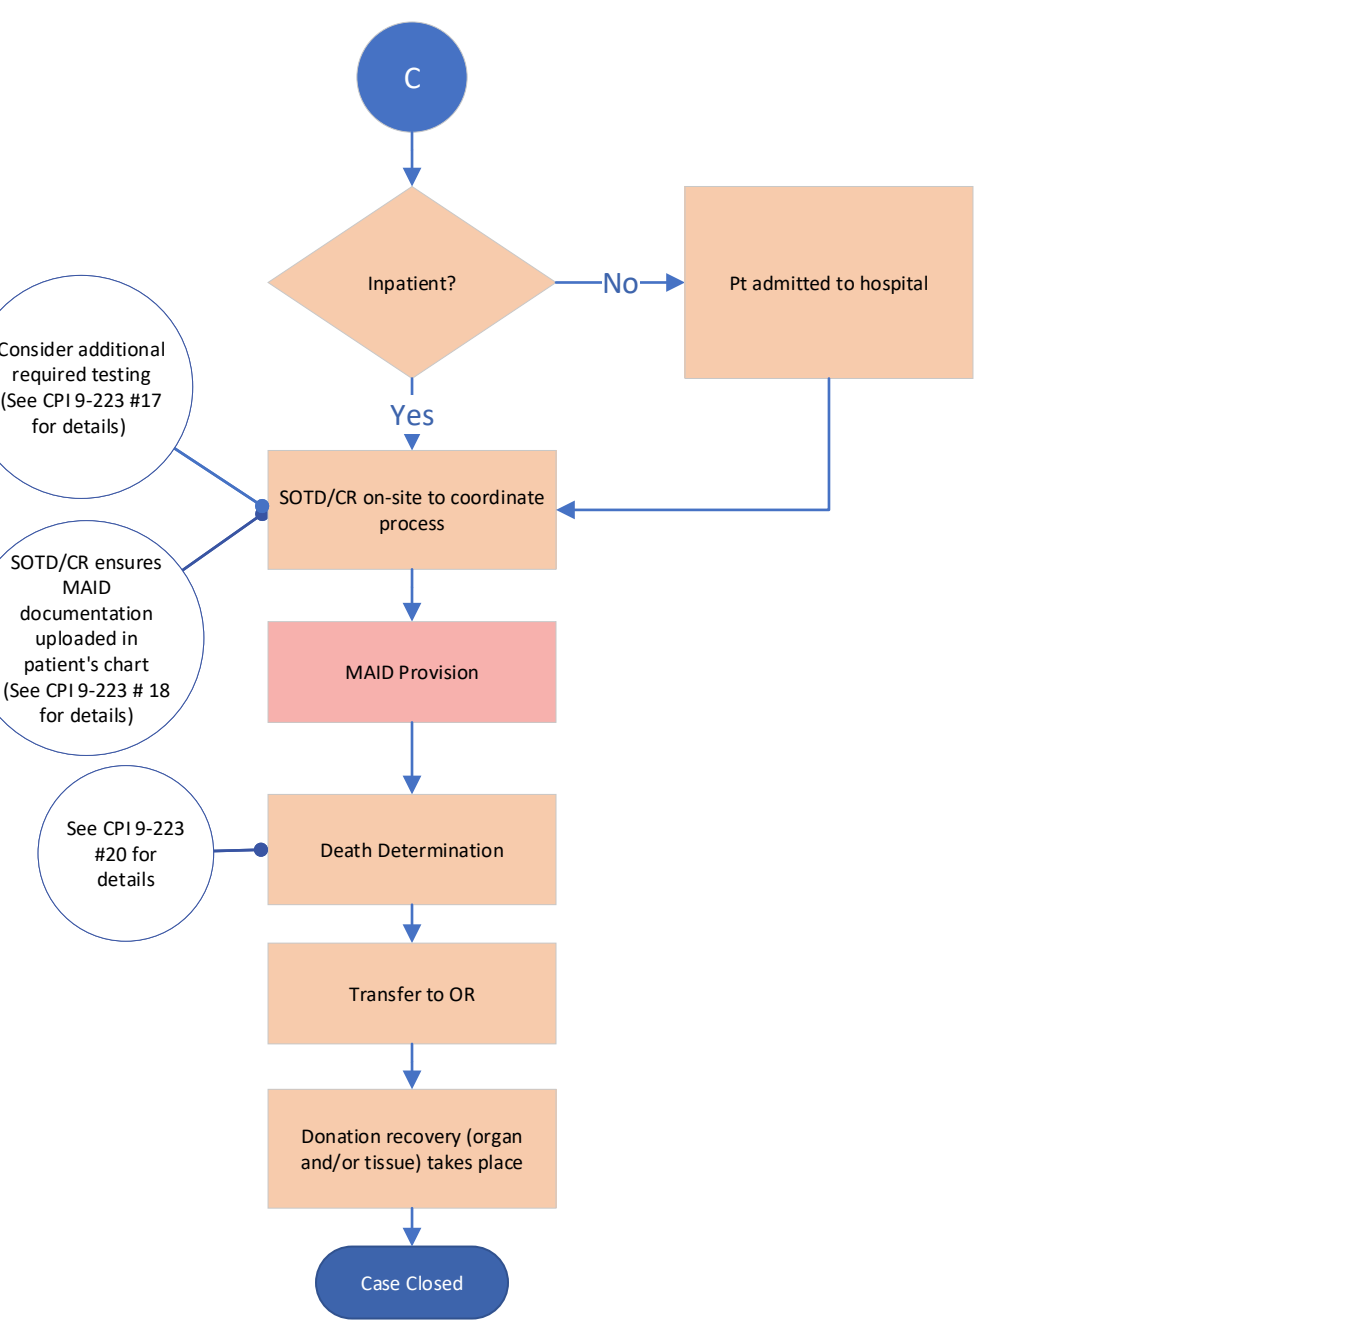 C
Inpatient?
No
Pt admitted to hospital
Yes
Consider additional
required testing
(See CPI 9-223 #17
for details)
SOTD/CR on-site to coordinate
process
SOTD/CR ensures
MAID
documentation
uploaded in
patient's chart
(See CPI 9-223 # 18
for details)
MAID Provision
See CPI 9-223
#20 for
details
Death Determination
Transfer to OR
Donation recovery (organ
and/or tissue) takes place
Case Closed